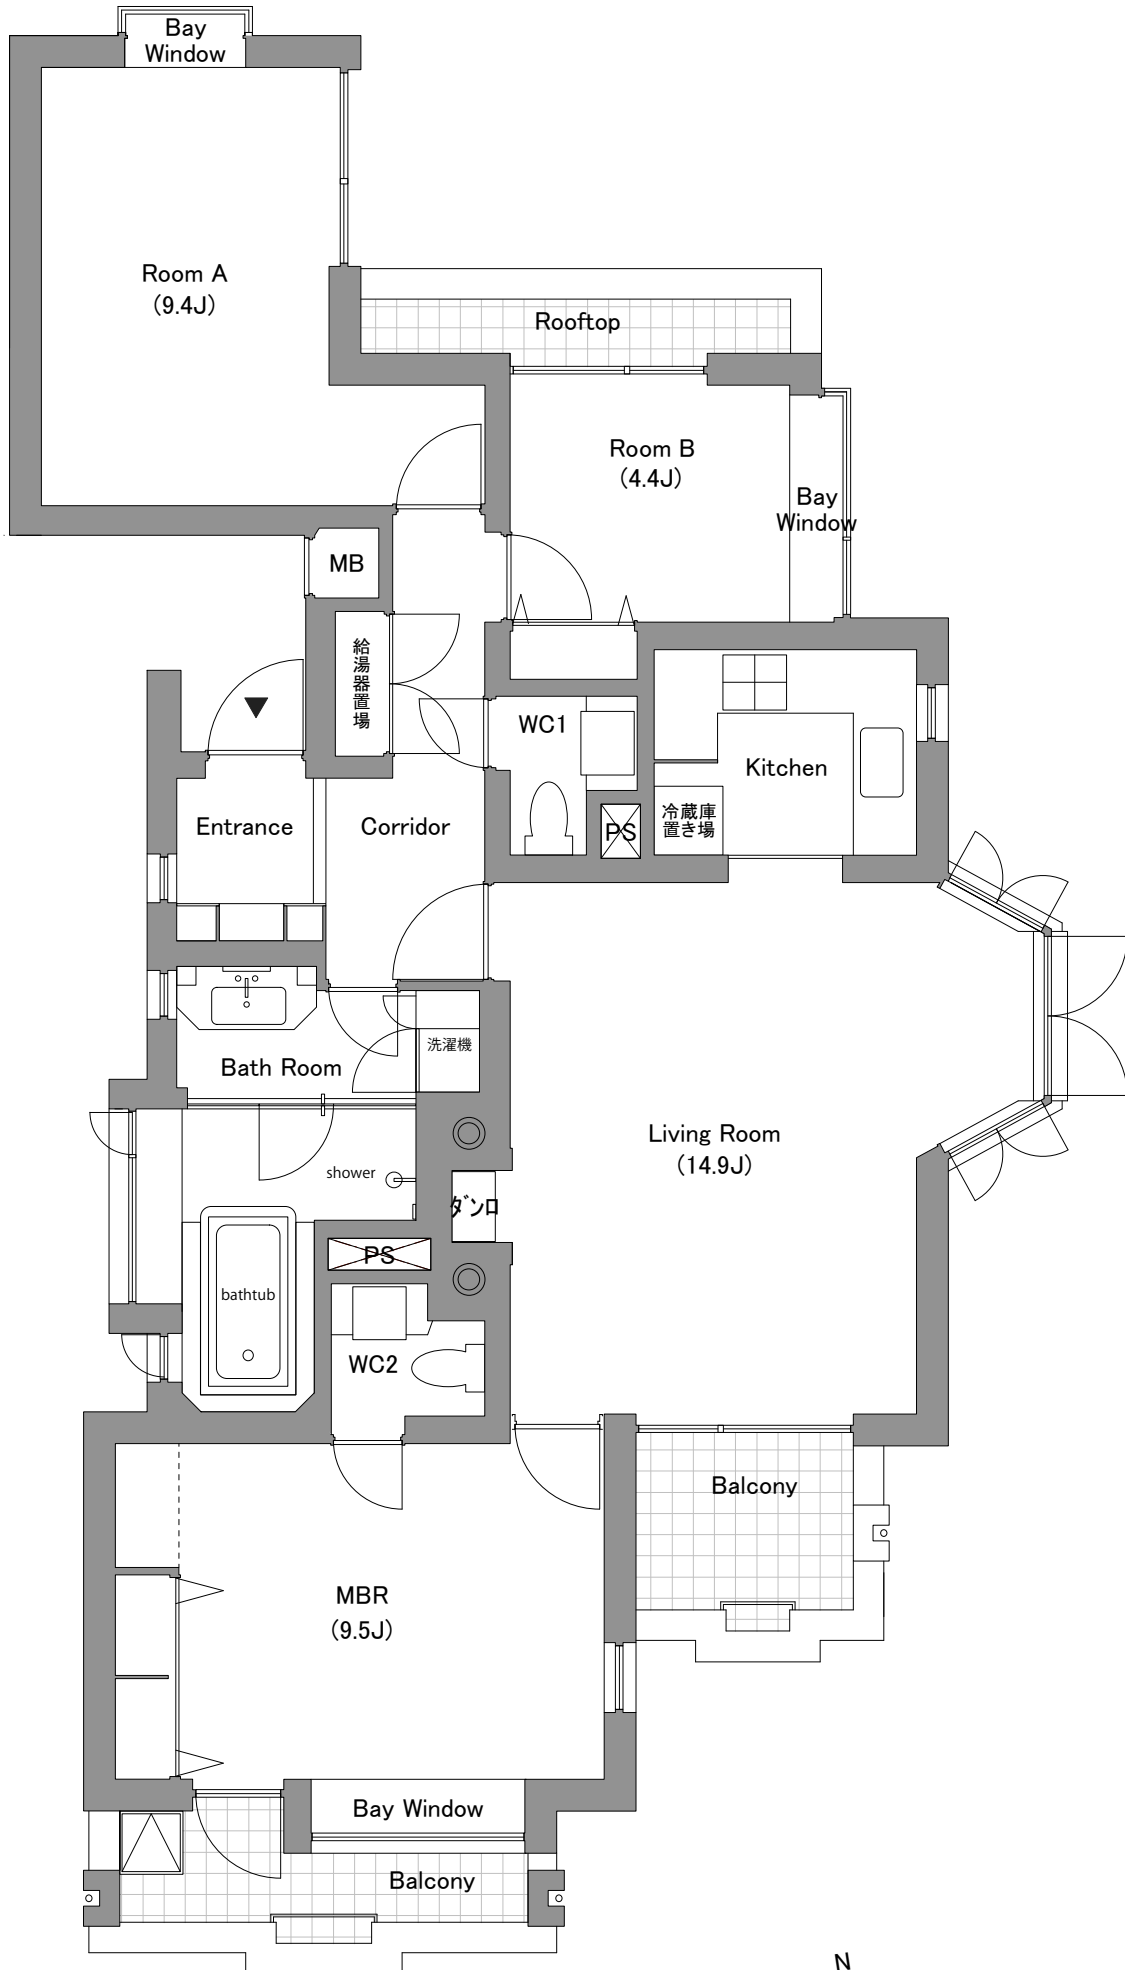 Bay
Window
Room A
(9.4J)
Rooftop
Room B
(4.4J)
Bay
Window
MB
給湯器置場
WC1
Kitchen
冷蔵庫
置き場
PS
Entrance
Corridor
洗濯機
Bath Room
Living Room
(14.9J)
shower
ダンロ
PS
bathtub
WC2
Balcony
MBR
(9.5J)
Bay Window
Balcony
N